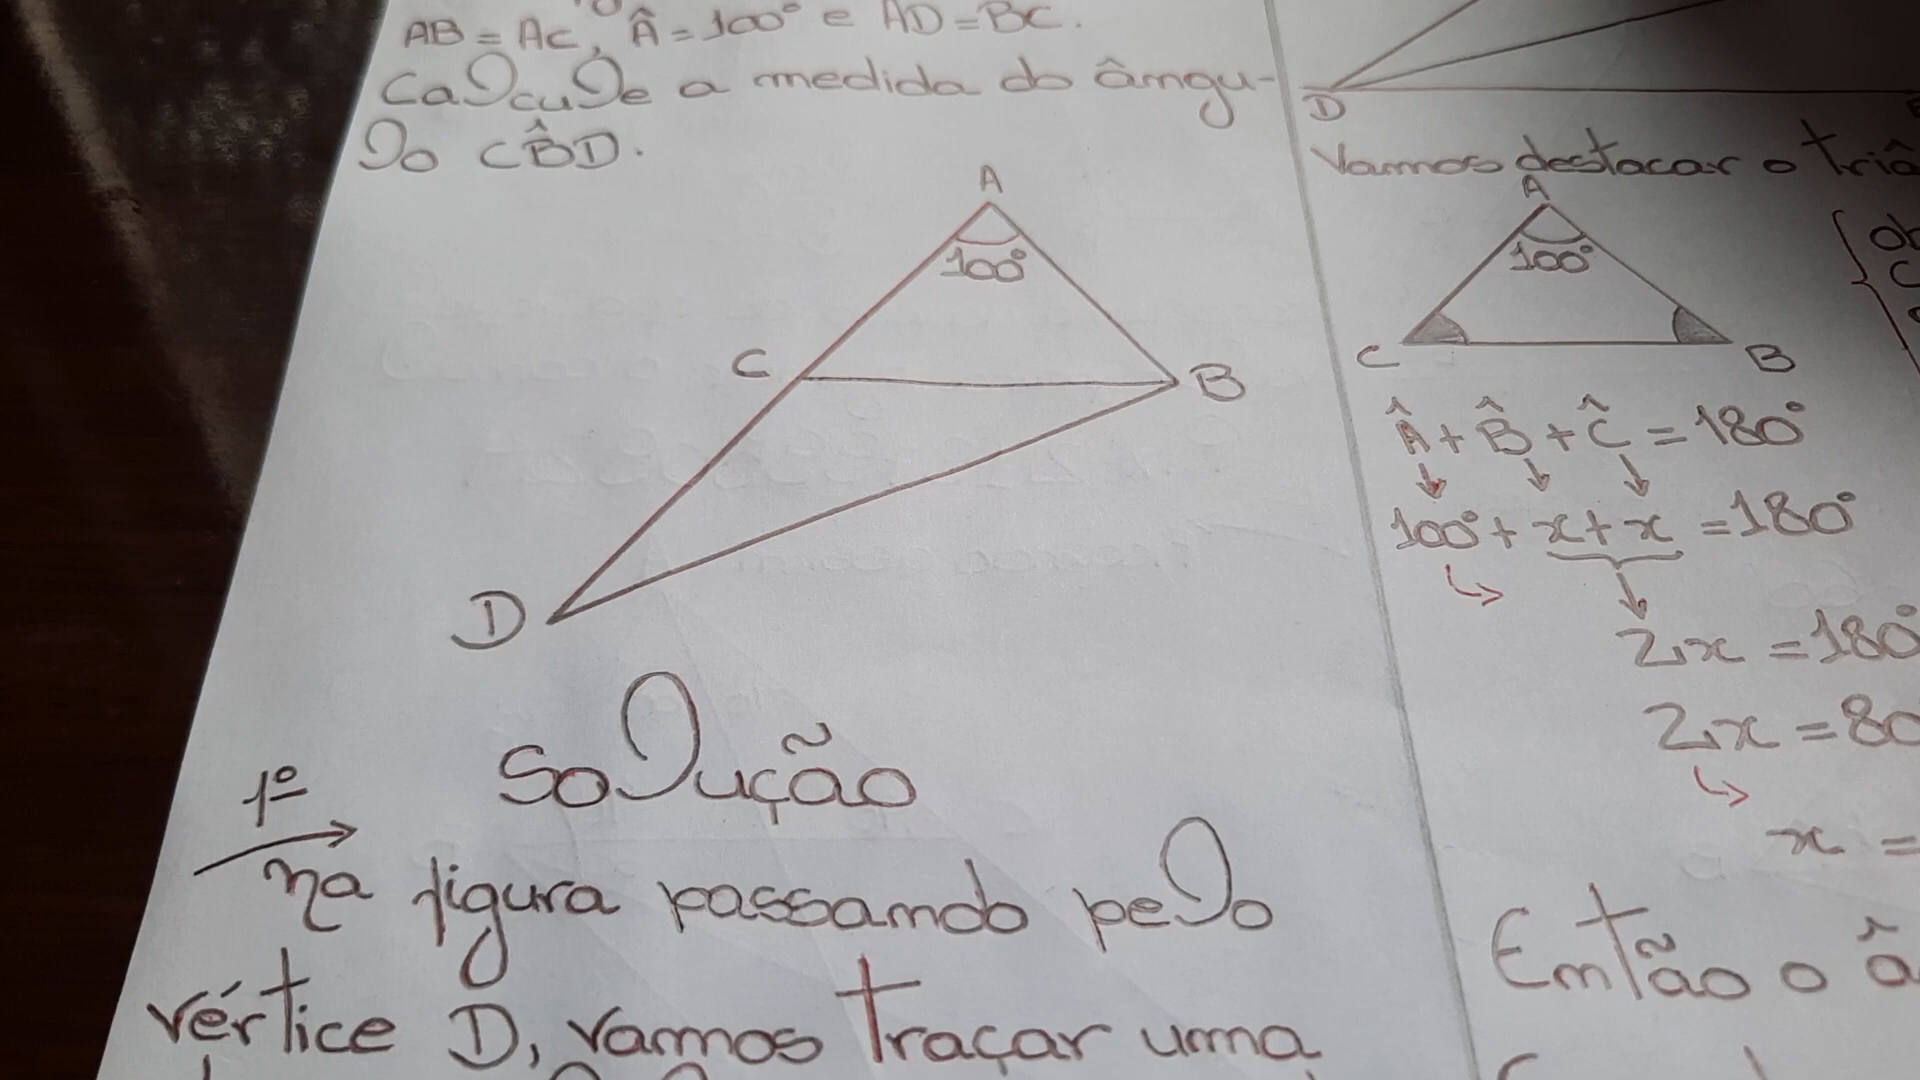 AB = AC, Â = 100° e AD = BC.
Calcule a medida do ângu-
lo CB̂D.
A
100°
C
B
D
Solução
1º
na figura passando pelo
vértice D, vamos traçar uma
D
Vamos destacar o triâ
A
100°
C
B
Â + B̂ + Ĉ = 180°
100° + x + x = 180°
2x = 180°
2x = 80
x =
Então o â